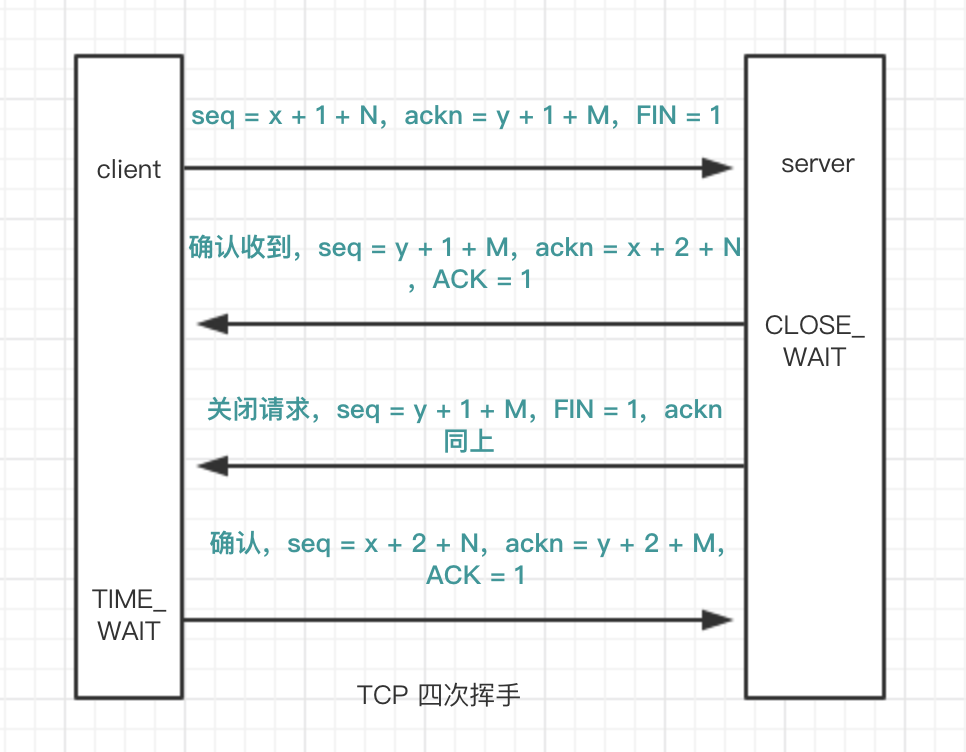 seq = x + 1 + N，ackn = y + 1 + M，FIN = 1
client
server
确认收到，seq = y + 1 + M，ackn = x + 2 + N
，ACK = 1
CLOSE_
WAIT
关闭请求，seq = y + 1 + M，FIN = 1，ackn
同上
确认，seq = x + 2 + N，ackn = y + 2 + M，
ACK = 1
TIME_
WAIT
TCP 四次挥手